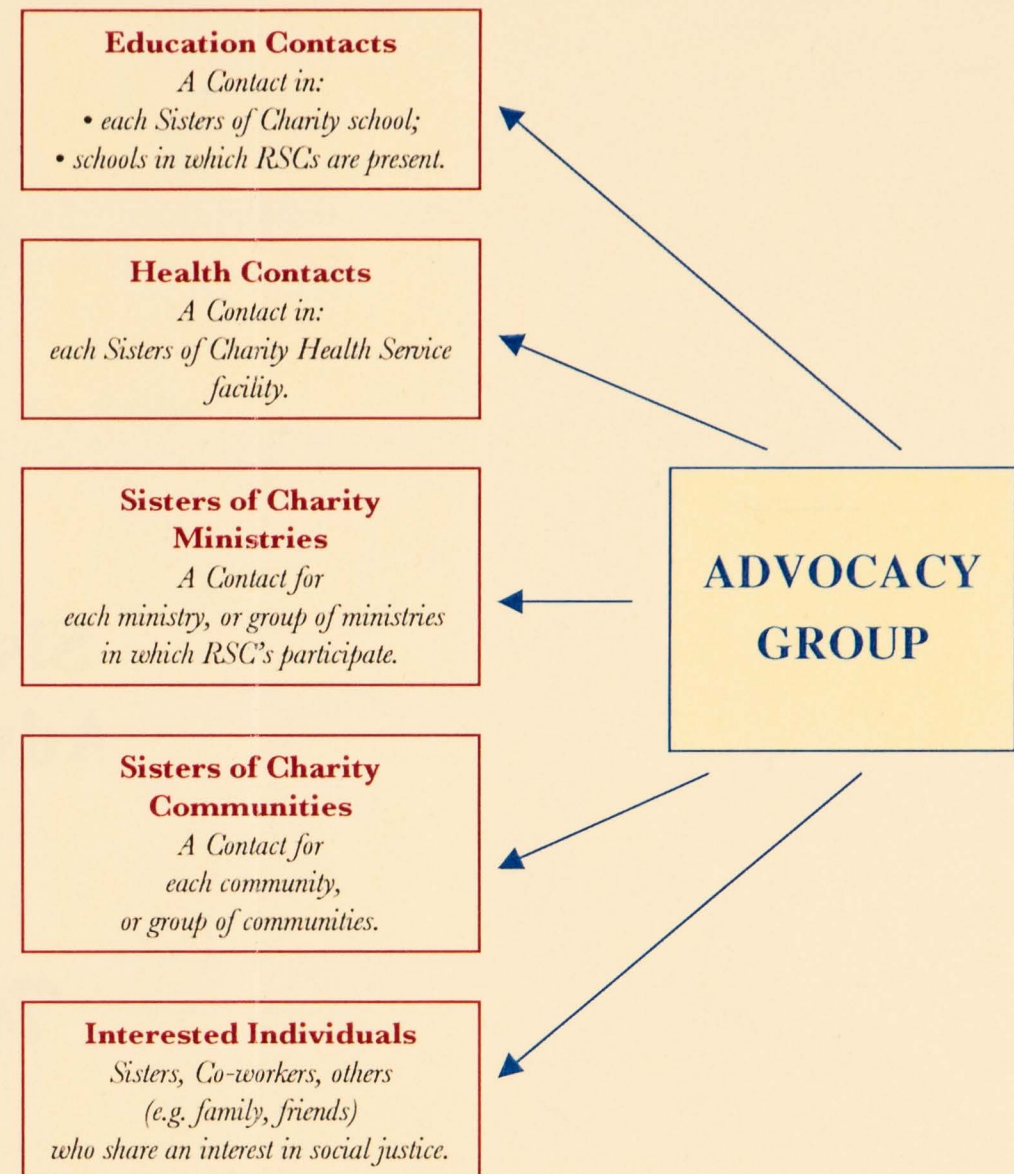 Education Contacts
A Contact in:
• each Sisters of Charity school;
• schools in which RSCs are present.
Health Contacts
A Contact in:
each Sisters of Charity Health Service
facility.
Sisters of Charity
Ministries
A Contact for
each ministry, or group of ministries
in which RSC's participate.
Sisters of Charity
Communities
A Contact for
each community,
or group of communities.
Interested Individuals
Sisters, Co-workers, others
(e.g. family, friends)
who share an interest in social justice.
ADVOCACY
GROUP